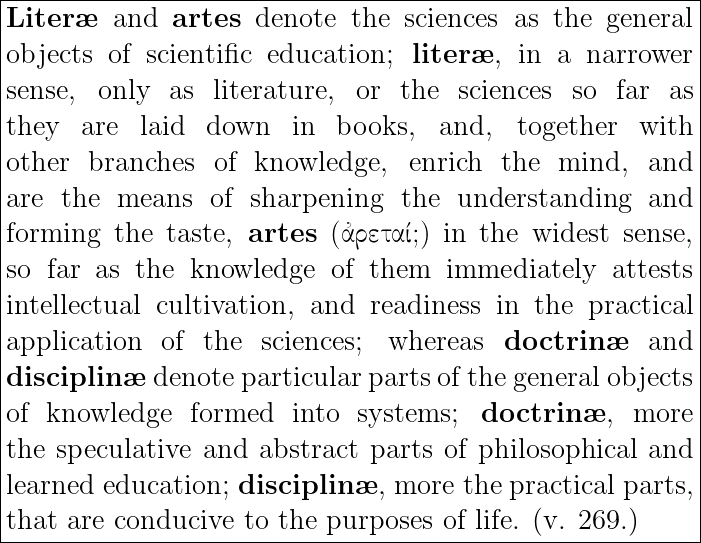 Literæ and artes denote the sciences as the general
objects of scientific education; literæ, in a narrower
sense, only as literature, or the sciences so far as
they are laid down in books, and, together with
other branches of knowledge, enrich the mind, and
are the means of sharpening the understanding and
forming the taste, artes (ἀρεταί;) in the widest sense,
so far as the knowledge of them immediately attests
intellectual cultivation, and readiness in the practical
application of the sciences; whereas doctrinæ and
disciplinæ denote particular parts of the general objects
of knowledge formed into systems; doctrinæ, more
the speculative and abstract parts of philosophical and
learned education; disciplinæ, more the practical parts,
that are conducive to the purposes of life. (v. 269.)